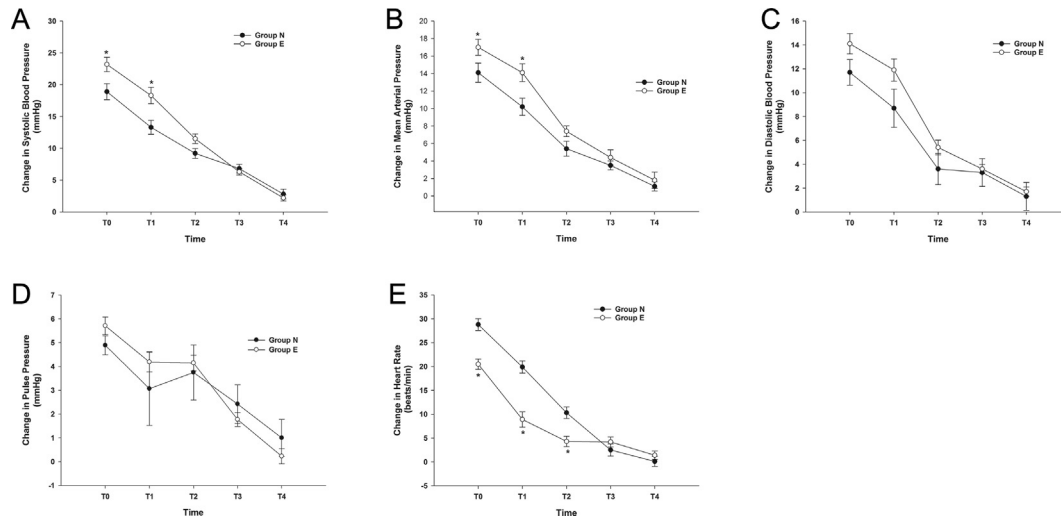 A
Change in Systolic Blood Pressure
(mmHg)
30
25
20
15
10
5
0
*
*
Group N
Group E
T0 T1 T2 T3 T4
Time
B
Change in Mean Arterial Pressure
(mmHg)
20
18
16
14
12
10
8
6
4
2
0
*
*
Group N
Group E
T0 T1 T2 T3 T4
Time
C
Change in Diastolic Blood Pressure
(mmHg)
16
14
12
10
8
6
4
2
0
Group N
Group E
T0 T1 T2 T3 T4
Time
D
Change in Pulse Pressure
(mmHg)
7
6
5
4
3
2
1
0
-1
Group N
Group E
T0 T1 T2 T3 T4
Time
E
Change in Heart Rate
(beats/min)
35
30
25
20
15
10
5
0
-5
*
*
*
Group N
Group E
T0 T1 T2 T3 T4
Time